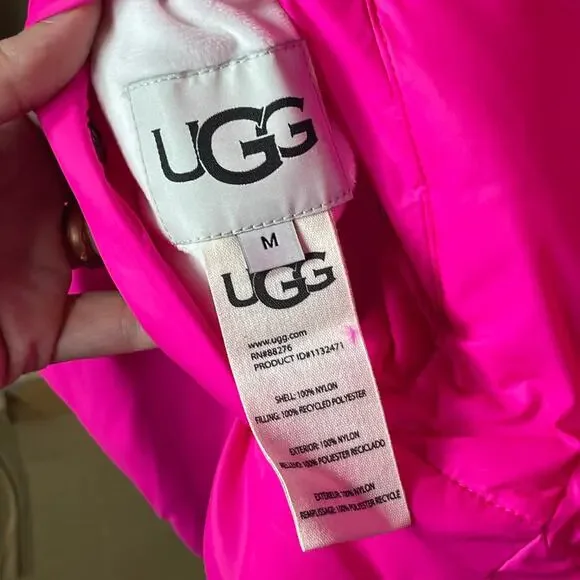 UGG
M
UGG
www.ugg.com
RN#88276
PRODUCT ID#1132471
SHELL: 100% NYLON
FILLING: 100% RECYCLED POLYESTER
EXTERIOR: 100% NYLON
RELLENO: 100% POLIESTER RECICLADO
EXTERIEUR: 100% NYLON
REMPLISSAGE: 100% POLYESTER RECYCLE